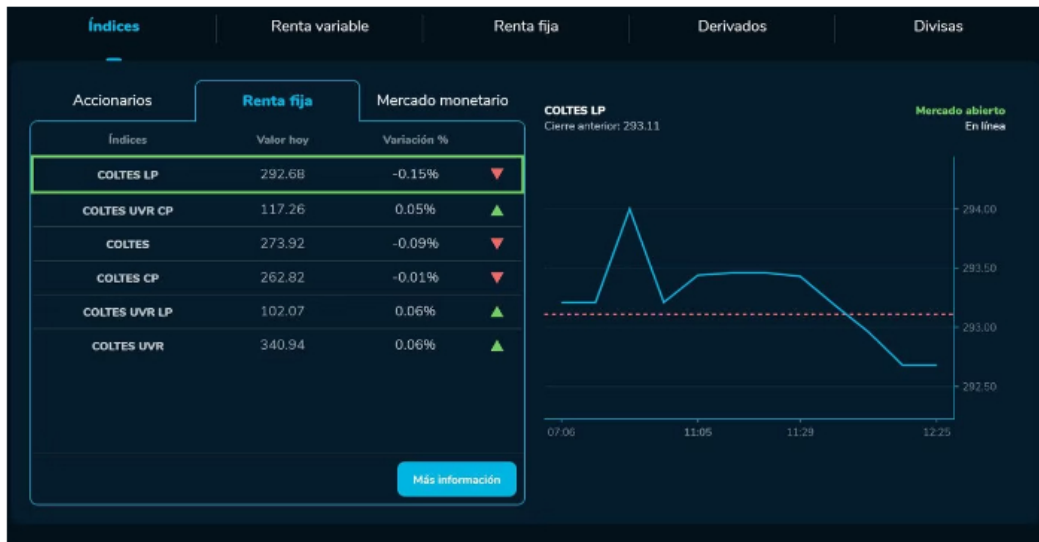 Índices Renta variable Renta fija Derivados Divisas
Accionarios Renta fija Mercado monetario
Índices Valor hoy Variación %
COLTES LP 292.68 -0.15%
COLTES UVR CP 117.26 0.05%
COLTES 273.92 -0.09%
COLTES CP 262.82 -0.01%
COLTES UVR LP 102.07 0.06%
COLTES UVR 340.94 0.06%
Más información
COLTES LP Mercado abierto
Cierre anterior: 293.11 En línea
294.00
293.50
293.00
292.50
07:06 11:05 11:29 12:25